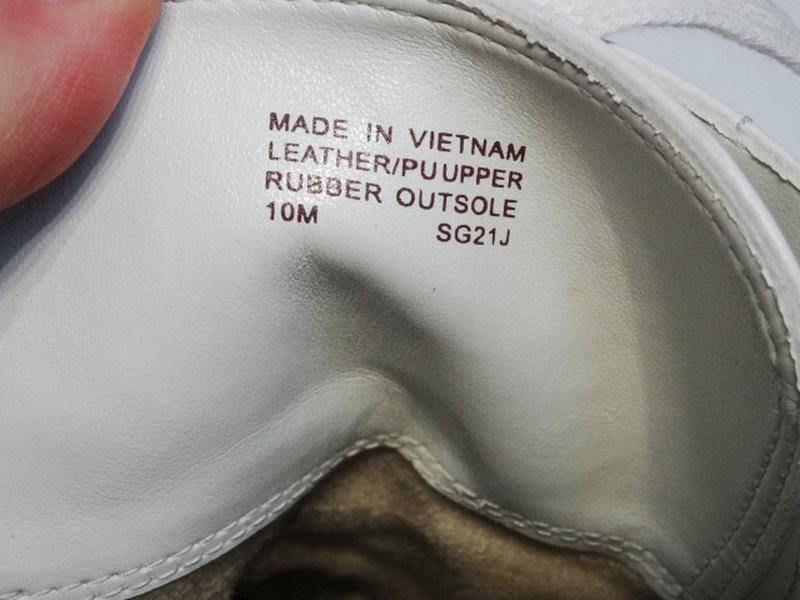 MADE IN VIETNAM
LEATHER/PU UPPER
RUBBER OUTSOLE
10M SG21J